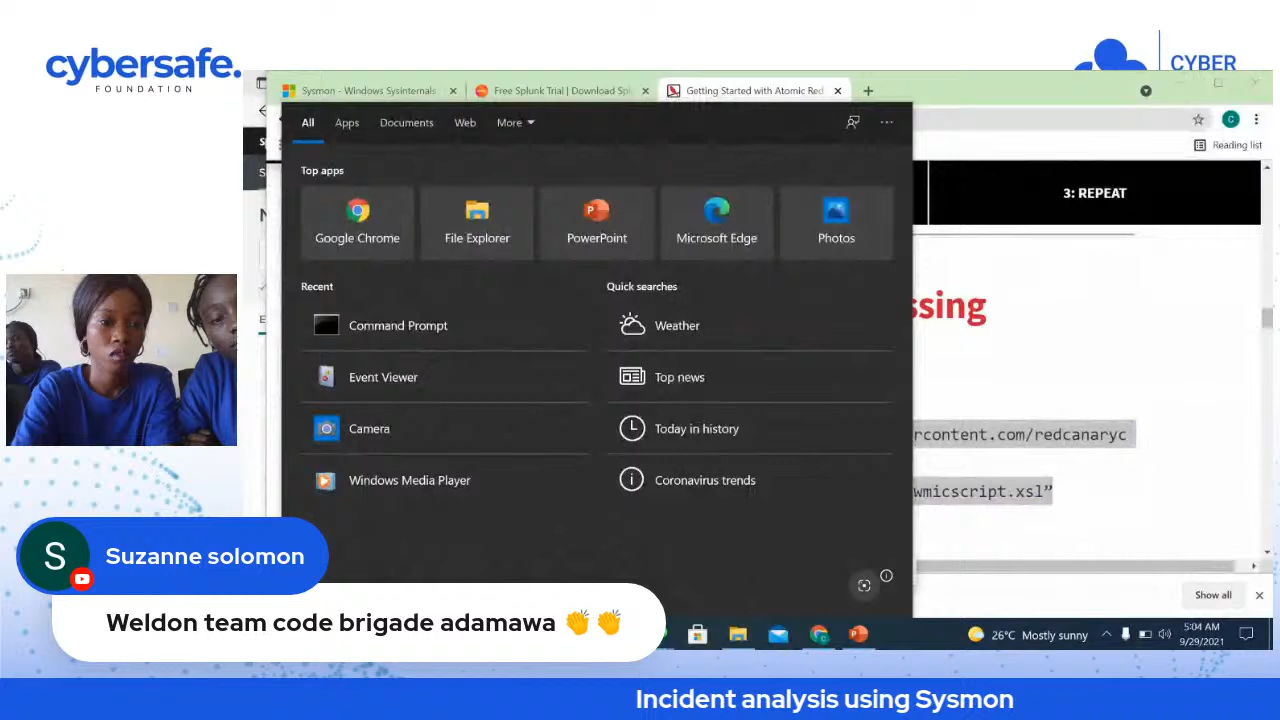 cybersafe.
FOUNDATION
CYBER
Sysmon - Windows Sysinternals
Free Splunk Trial | Download Spl
Getting Started with Atomic Red
Reading list
All Apps Documents Web More
3: REPEAT
Top apps
Google Chrome File Explorer PowerPoint Microsoft Edge Photos
Recent
Quick searches
ssing
Command Prompt
Weather
Event Viewer
Top news
Camera
Today in history
Windows Media Player
Coronavirus trends
rcontent.com/redcanaryc
wmicscript.xsl”
S
Suzanne solomon
Weldon team code brigade adamawa 👏👏
Show all
26°C Mostly sunny
5:04 AM
9/29/2021
Incident analysis using Sysmon